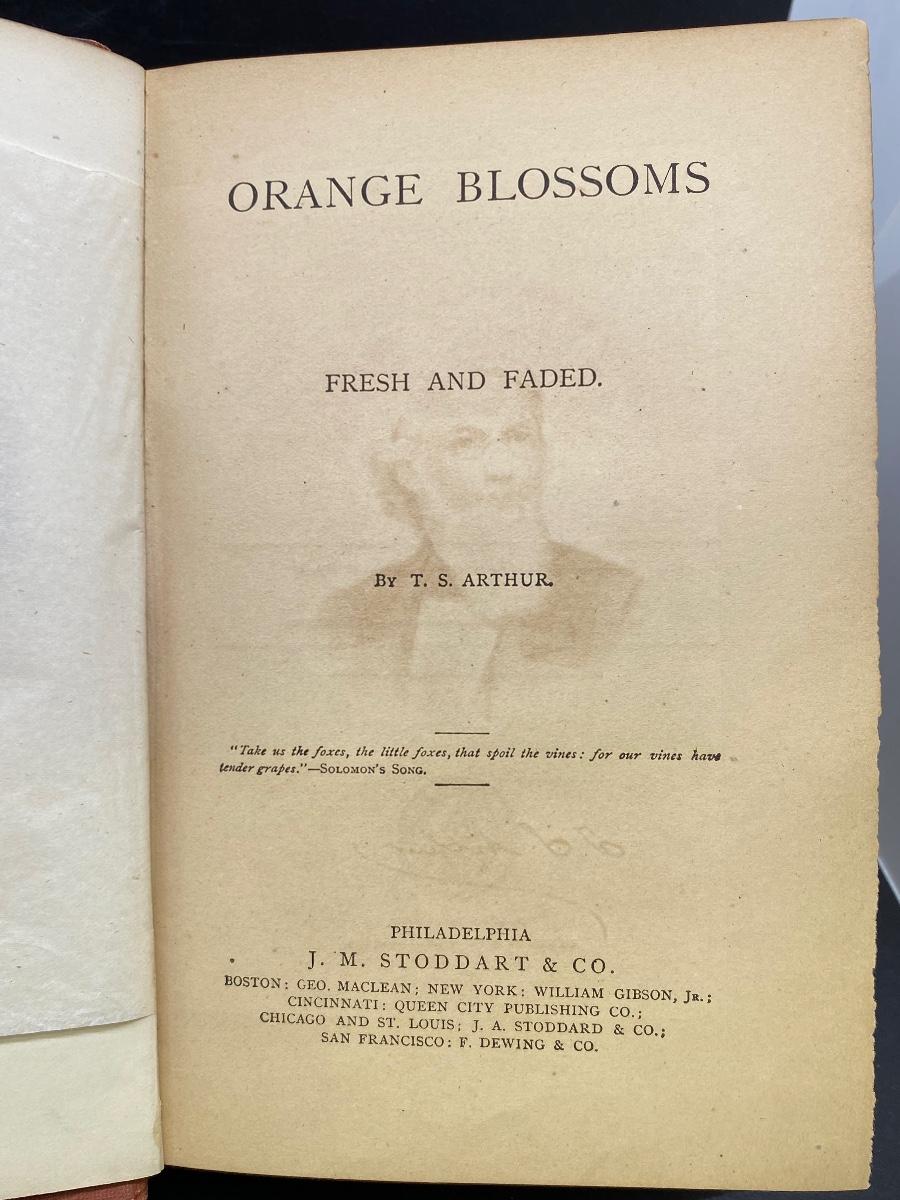 ORANGE BLOSSOMS
FRESH AND FADED.
By T. S. ARTHUR.
"Take us the foxes, the little foxes, that spoil the vines: for our vines have
tender grapes."—SOLOMON'S SONG.
PHILADELPHIA
J. M. STODDART & CO.
BOSTON: GEO. MACLEAN; NEW YORK: WILLIAM GIBSON, JR.;
CINCINNATI: QUEEN CITY PUBLISHING CO.;
CHICAGO AND ST. LOUIS; J. A. STODDARD & CO.;
SAN FRANCISCO: F. DEWING & CO.